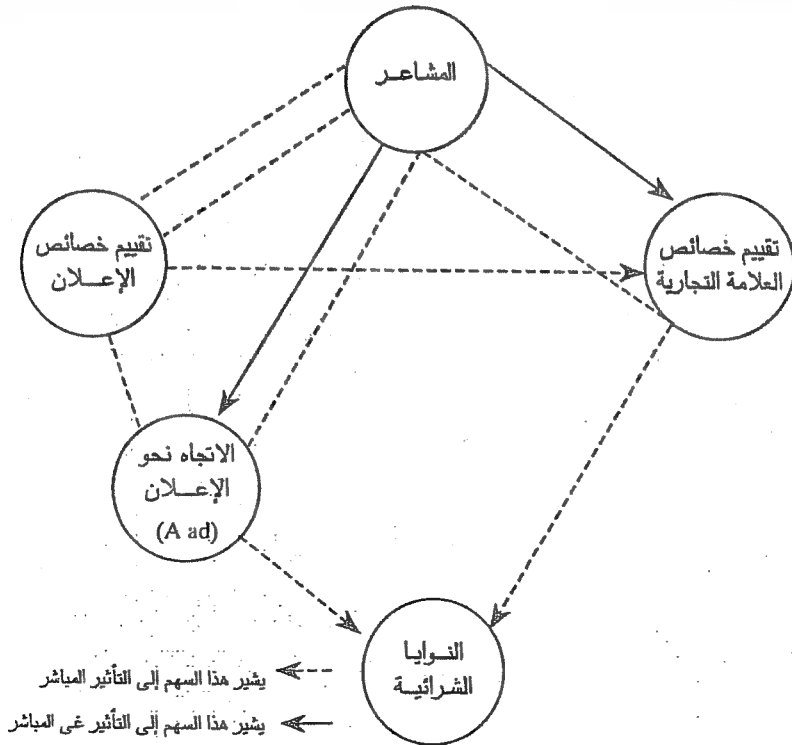 المشاعر
تقييم خصائص
الإعلان
تقييم خصائص
العلامة التجارية
الاتجاه نحو
الإعلان
(A ad)
النوايا
الشرائية
يشير هذا السهم إلى التأثير المباشر
يشير هذا السهم إلى التأثير غى المباشر